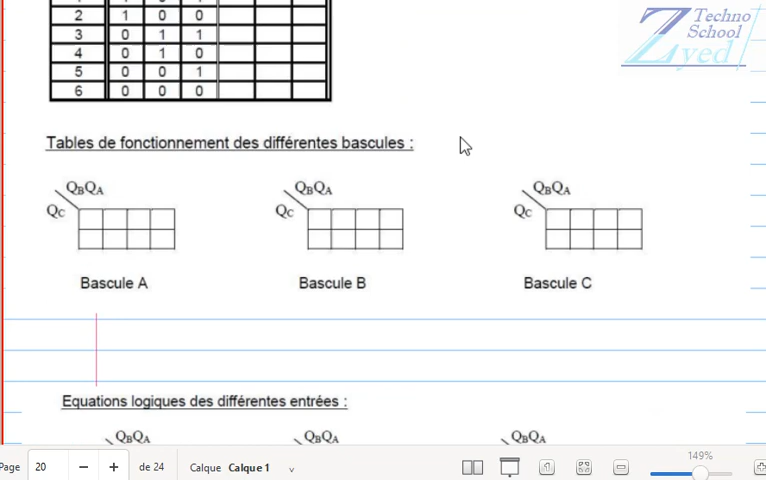 2 1 0 0
3 0 1 1
4 0 1 0
5 0 0 1
6 0 0 0
Techno
School
Zyed
Tables de fonctionnement des différentes bascules :
QBQA QBQA QBQA
QC QC QC
Bascule A Bascule B Bascule C
Equations logiques des différentes entrées :
QBQA QBQA QBQA
Page 20 de 24 Calque Calque 1 149%